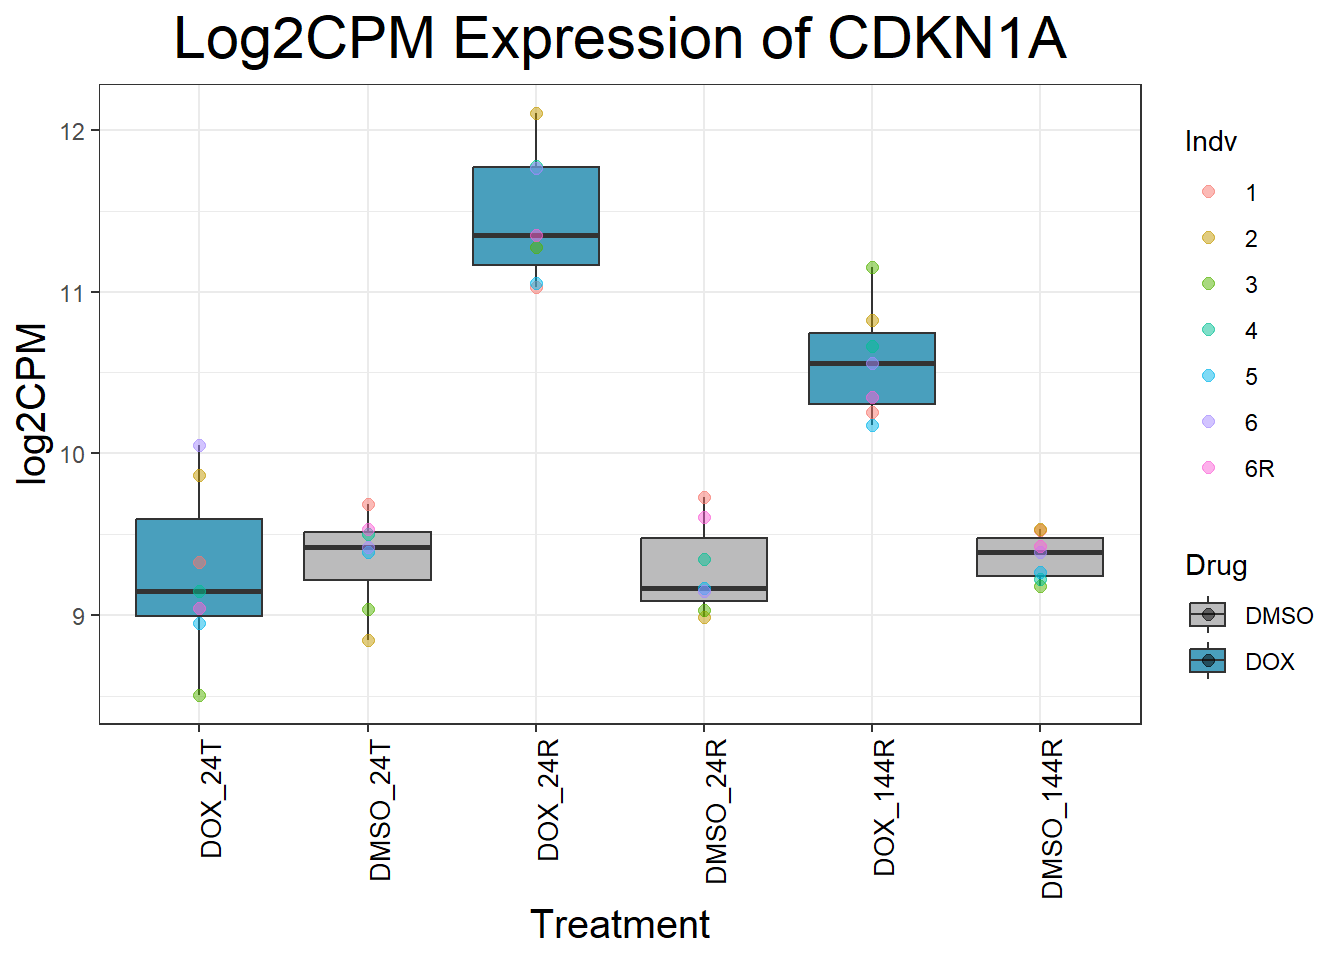 Log2CPM Expression of CDKN1A
log2CPM
12
11
10
9
DOX_24T
DMSO_24T
DOX_24R
DMSO_24R
DOX_144R
DMSO_144R
Treatment
Indv
1
2
3
4
5
6
6R
Drug
DMSO
DOX